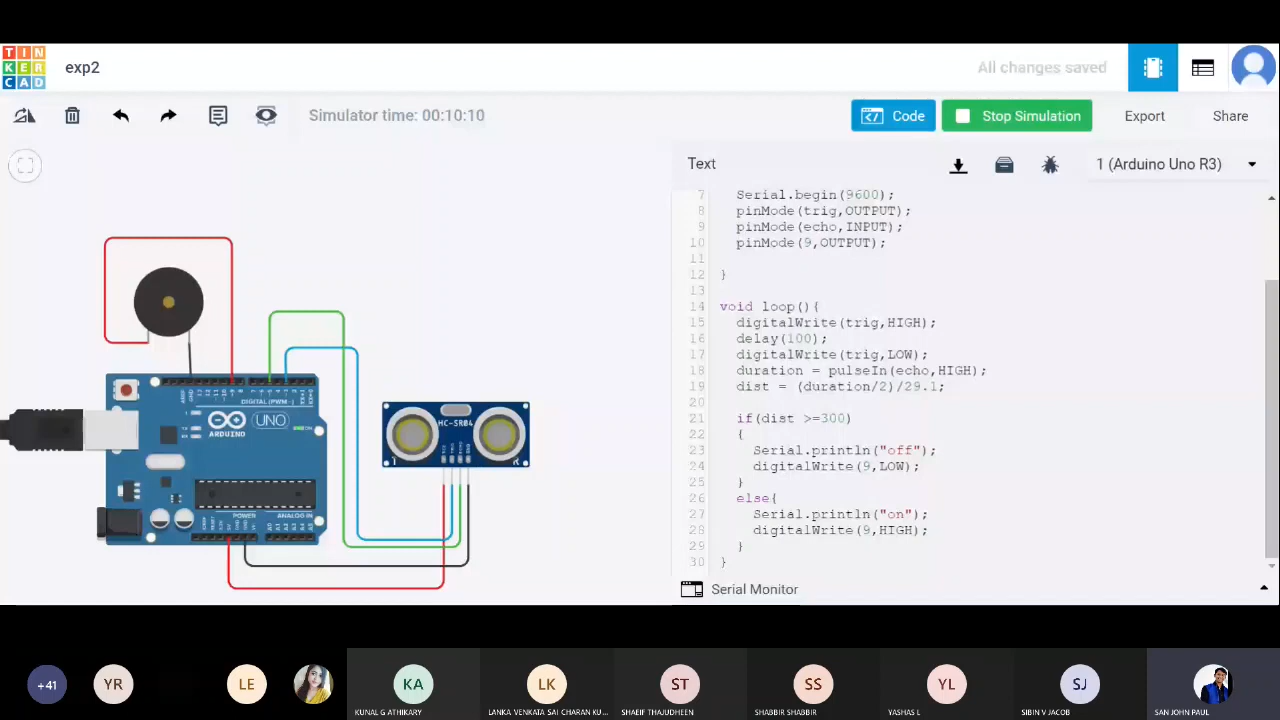 TIN
KER
CAD
exp2
All changes saved
Simulator time: 00:10:10
Code
Stop Simulation
Export
Share
Text
1 (Arduino Uno R3)
7 Serial.begin(9600);
8 pinMode(trig,OUTPUT);
9 pinMode(echo,INPUT);
10 pinMode(9,OUTPUT);
11
12 }
13
14 void loop(){
15 digitalWrite(trig,HIGH);
16 delay(100);
17 digitalWrite(trig,LOW);
18 duration = pulseIn(echo,HIGH);
19 dist = (duration/2)/29.1;
20
21 if(dist >=300)
22 {
23 Serial.println("off");
24 digitalWrite(9,LOW);
25 }
26 else{
27 Serial.println("on");
28 digitalWrite(9,HIGH);
29 }
30 }
DIGITAL (PWM~)
UNO
ARDUINO
POWER
ANALOG IN
HC-SR04
T
R
Serial Monitor
+41
YR
LE
KA
LK
ST
SS
YL
SJ
KUNAL G ATHIKARY
LANKA VENKATA SAI CHARAN KU...
SHAEIF THAJUDHEEN
SHABBIR SHABBIR
YASHAS L
SIBIN V JACOB
SAN JOHN PAUL